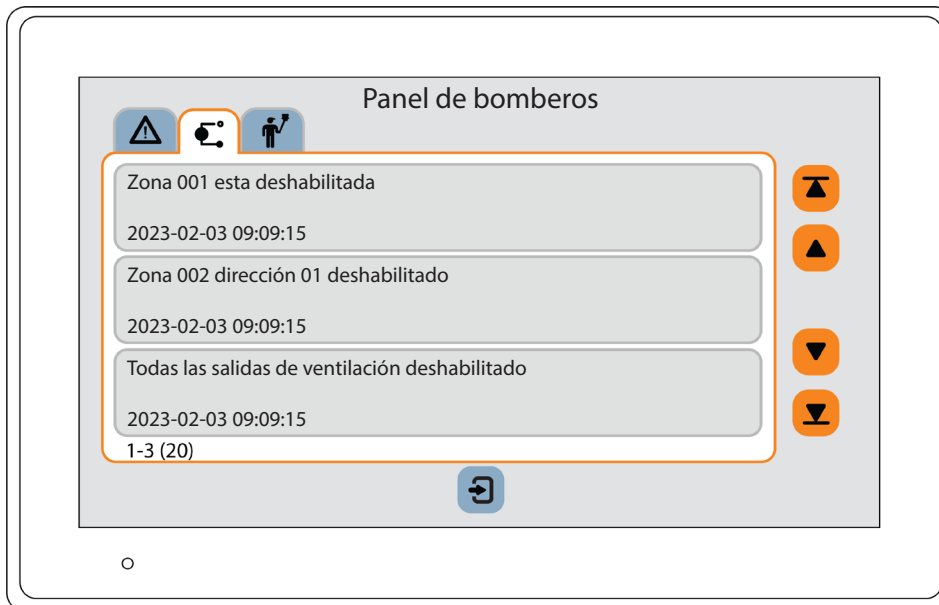 Panel de bomberos
Zona 001 esta deshabilitada
2023-02-03 09:09:15
Zona 002 dirección 01 deshabilitado
2023-02-03 09:09:15
Todas las salidas de ventilación deshabilitado
2023-02-03 09:09:15
1-3 (20)